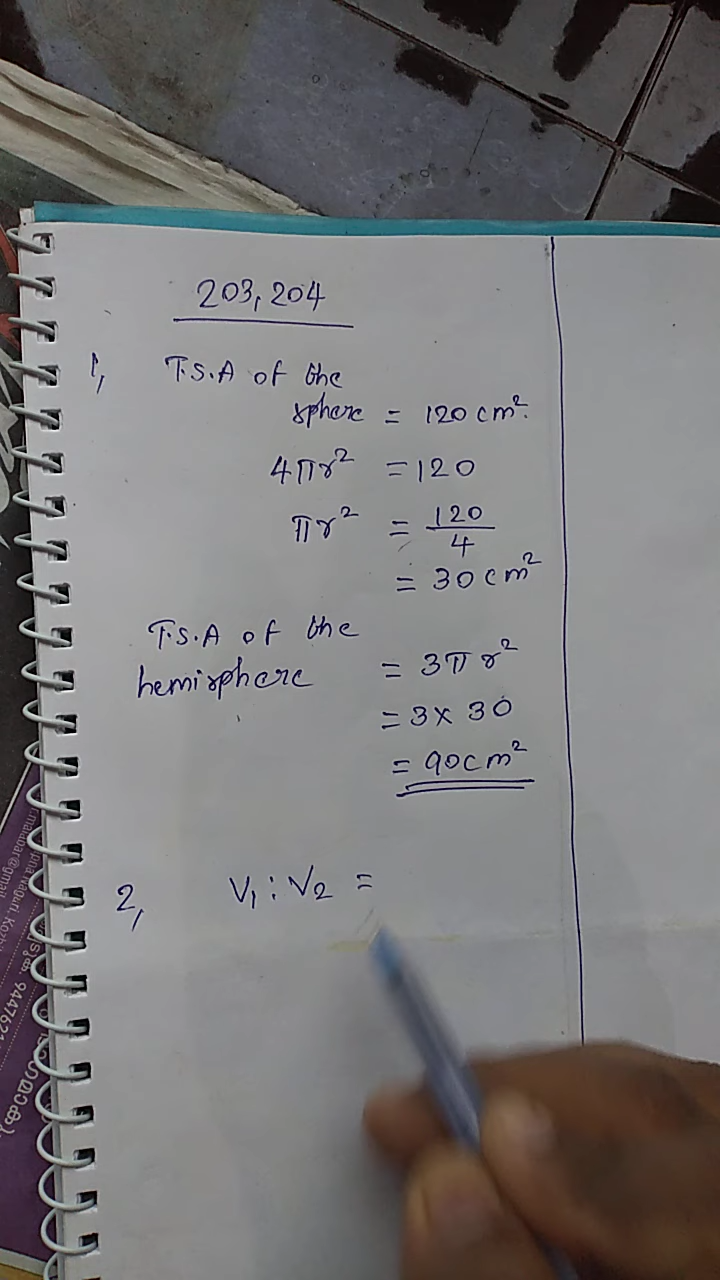 203, 204
1, T.S.A of the
sphere = 120 cm².
4πr² = 120
πr² = 120/4
= 30 cm²
T.S.A of the
hemisphere = 3πr²
= 3 × 30
= 90 cm²
2, V₁ : V₂ =